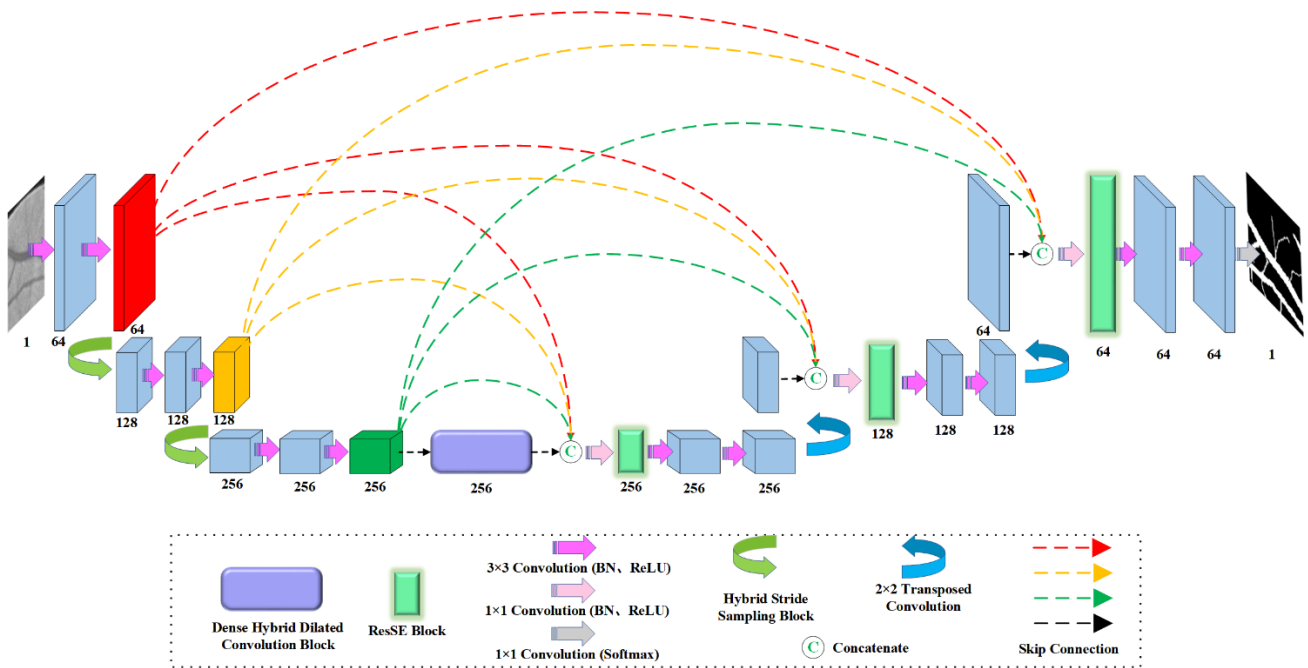 C
1
64
64
64
64
64
64
1
C
128
128
128
128
128
128
C
256
256
256
256
256
256
256
3×3 Convolution (BN、ReLU)
1×1 Convolution (BN、ReLU)
1×1 Convolution (Softmax)
Dense Hybrid Dilated
Convolution Block
ResSE Block
Hybrid Stride
Sampling Block
2×2 Transposed
Convolution
C Concatenate
Skip Connection